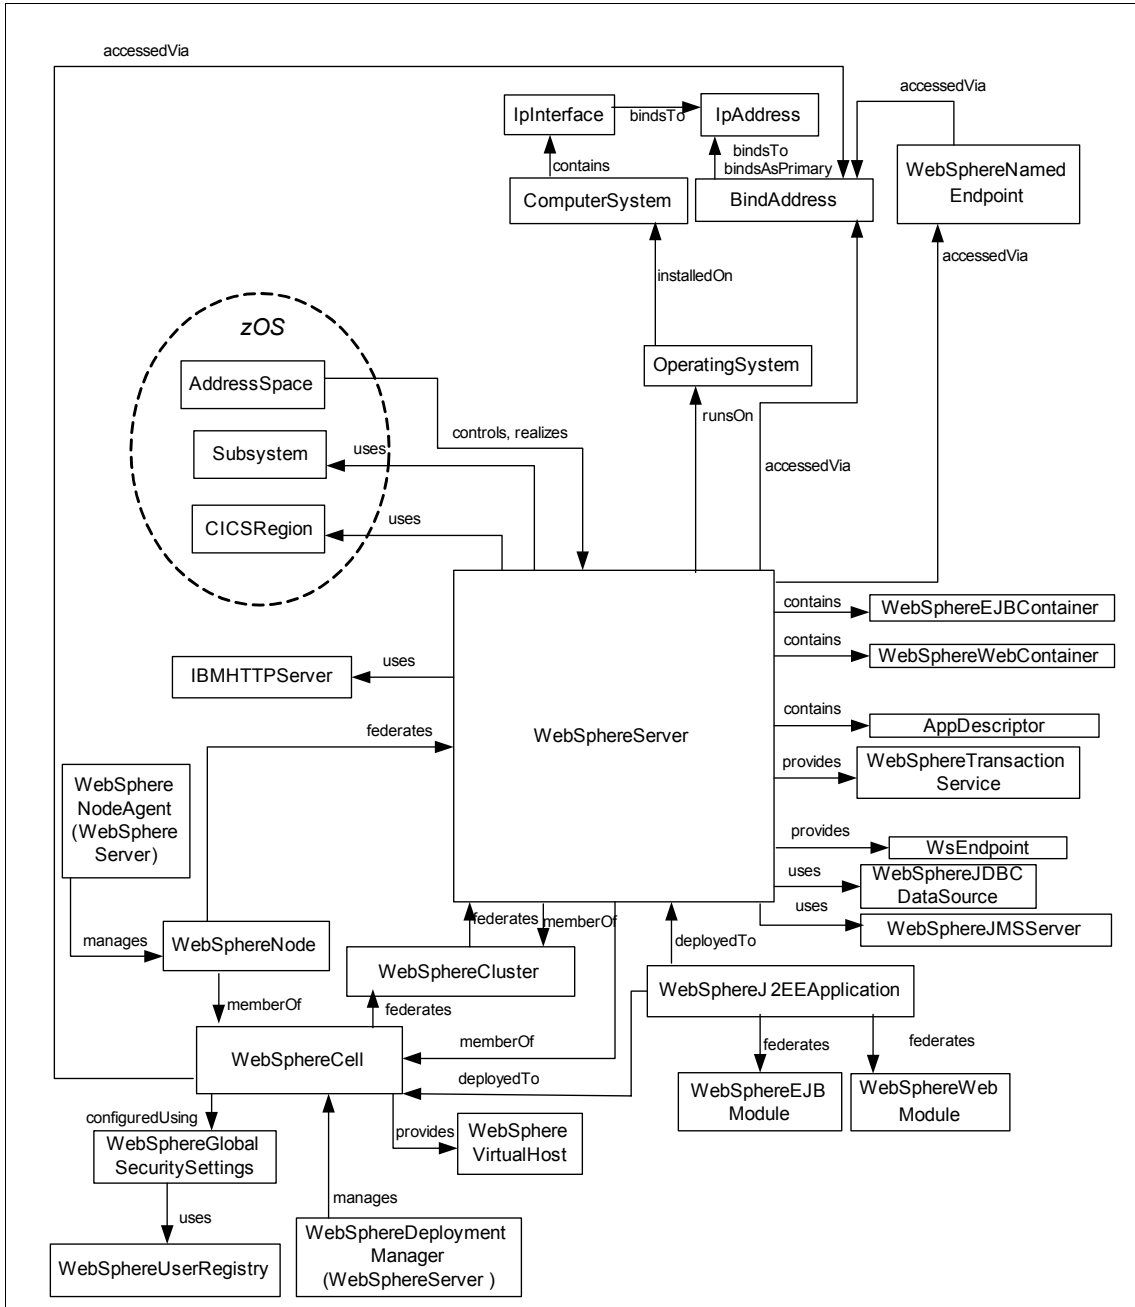 accessedVia
accessedVia
IpInterface
bindsTo
IpAddress
contains
bindsTo
bindsAsPrimary
WebSphereNamed
Endpoint
ComputerSystem
BindAddress
accessedVia
installedOn
zOS
AddressSpace
OperatingSystem
runsOn
controls, realizes
Subsystem
uses
accessedVia
CICSRegion
uses
contains
WebSphereEJBContainer
contains
WebSphereWebContainer
IBMHTTPServer
uses
federates
WebSphereServer
contains
AppDescriptor
provides
WebSphereTransaction
Service
WebSphere
NodeAgent
(WebSphere
Server)
provides
WsEndpoint
uses
WebSphereJDBC
DataSource
uses
WebSphereJMSServer
manages
WebSphereNode
federates
memberOf
deployedTo
WebSphereCluster
WebSphereJ2EEApplication
memberOf
federates
WebSphereCell
memberOf
deployedTo
federates
federates
WebSphereEJB
Module
WebSphereWeb
Module
configuredUsing
provides
WebSphere
VirtualHost
WebSphereGlobal
SecuritySettings
manages
uses
WebSphereUserRegistry
WebSphereDeployment
Manager
(WebSphereServer )